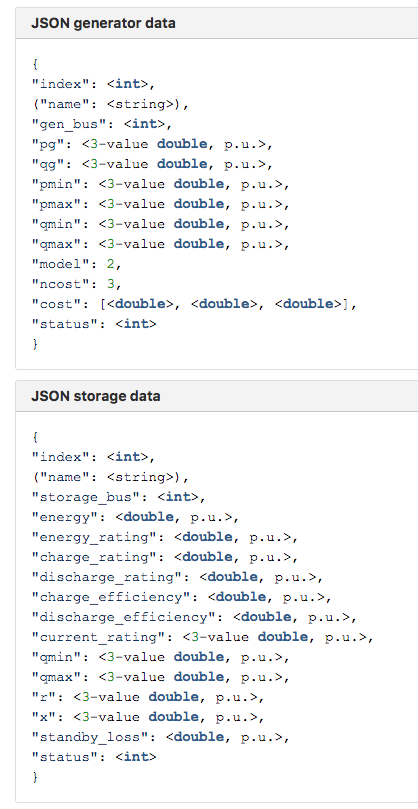 JSON generator data
{
"index": <int>,
("name": <string>),
"gen_bus": <int>,
"pg": <3-value double, p.u.>,
"qg": <3-value double, p.u.>,
"pmin": <3-value double, p.u.>,
"pmax": <3-value double, p.u.>,
"qmin": <3-value double, p.u.>,
"qmax": <3-value double, p.u.>,
"model": 2,
"ncost": 3,
"cost": [<double>, <double>, <double>],
"status": <int>
}
JSON storage data
{
"index": <int>,
("name": <string>),
"storage_bus": <int>,
"energy": <double, p.u.>,
"energy_rating": <double, p.u.>,
"charge_rating": <double, p.u.>,
"discharge_rating": <double, p.u.>,
"charge_efficiency": <double, p.u.>,
"discharge_efficiency": <double, p.u.>,
"current_rating": <3-value double, p.u.>,
"qmin": <3-value double, p.u.>,
"qmax": <3-value double, p.u.>,
"r": <3-value double, p.u.>,
"x": <3-value double, p.u.>,
"standby_loss": <double, p.u.>,
"status": <int>
}